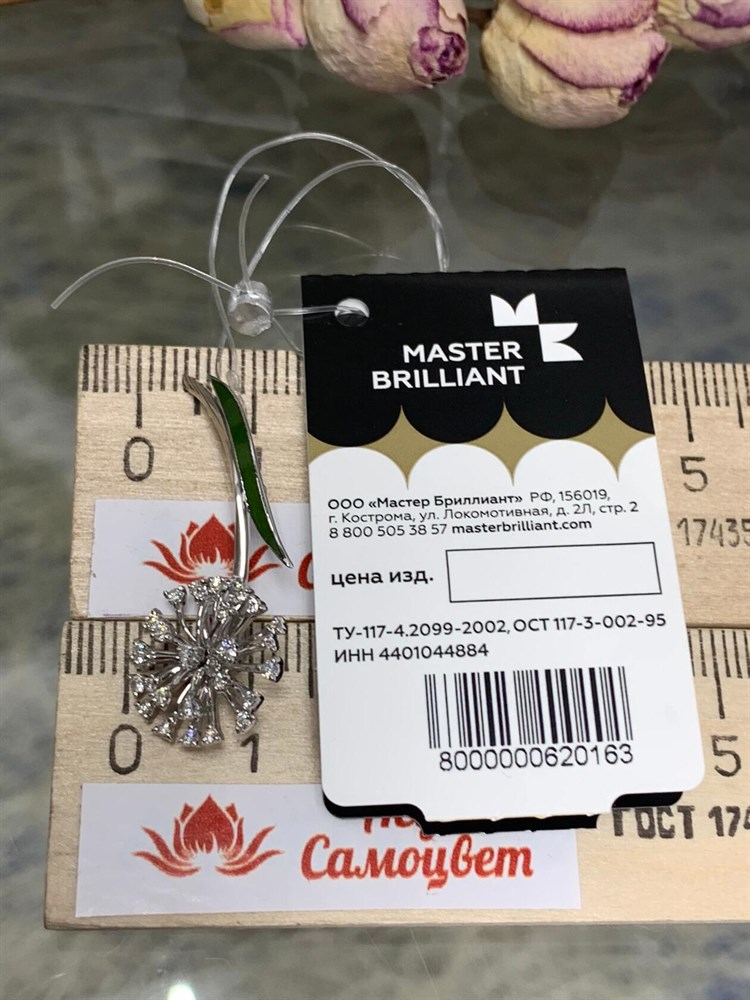 MASTER
BRILLIANT
ООО «Мастер Бриллиант» РФ, 156019,
г. Кострома, ул. Локомотивная, д. 2Л, стр. 2
8 800 505 38 57 masterbrilliant.com
цена изд.
ТУ-117-4.2099-2002, ОСТ 117-3-002-95
ИНН 4401044884
8000000620163
0
5
17435
0
1
5
ГОСТ 174
Самоцвет